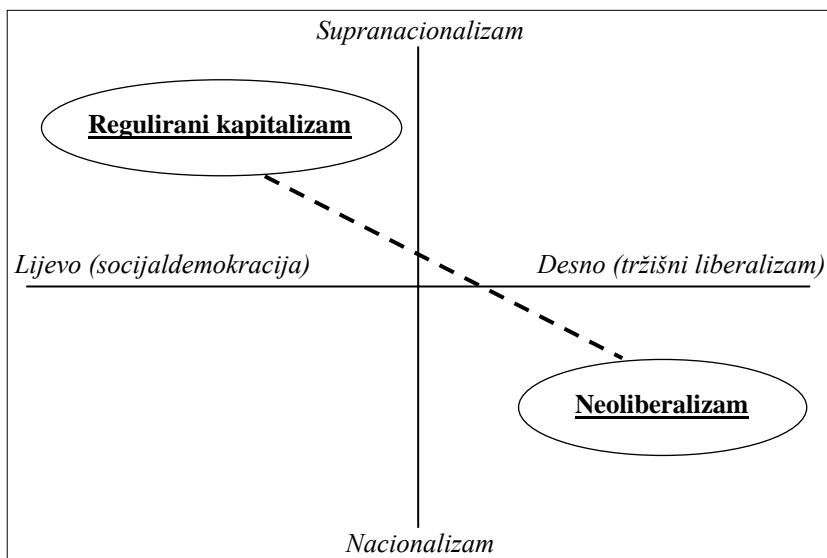 Supranacionalizam
Regulirani kapitalizam
Lijevo (socijaldemokracija)
Desno (tržišni liberalizam)
Neoliberalizam
Nacionalizam